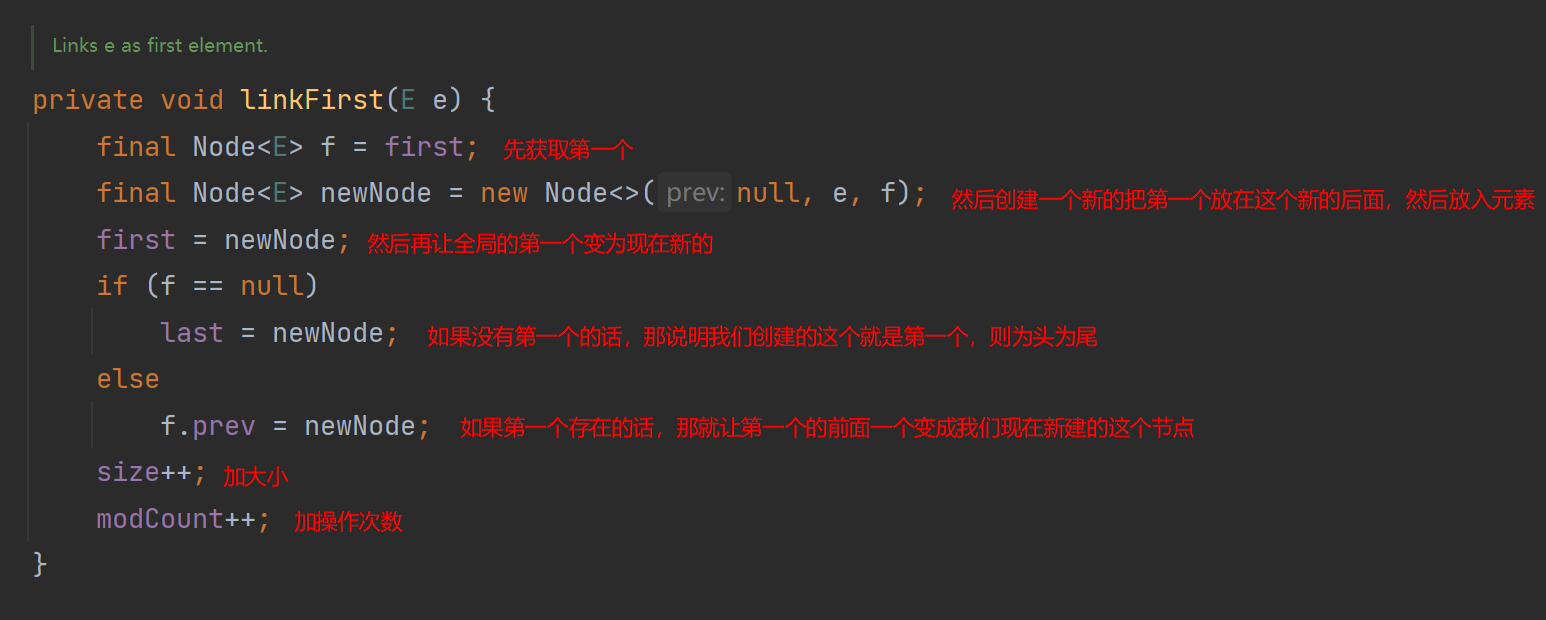 Links e as first element.
private void linkFirst(E e) {
final Node<E> f = first; 先获取第一个
final Node<E> newNode = new Node<>( prev: null, e, f); 然后创建一个新的把第一个放在这个新的后面，然后放入元素
first = newNode; 然后再让全局的第一个变为现在新的
if (f == null)
last = newNode; 如果没有第一个的话，那说明我们创建的这个就是第一个，则为头为尾
else
f.prev = newNode; 如果第一个存在的话，那就让第一个的前面一个变成我们现在新建的这个节点
size++; 加大小
modCount++; 加操作次数
}